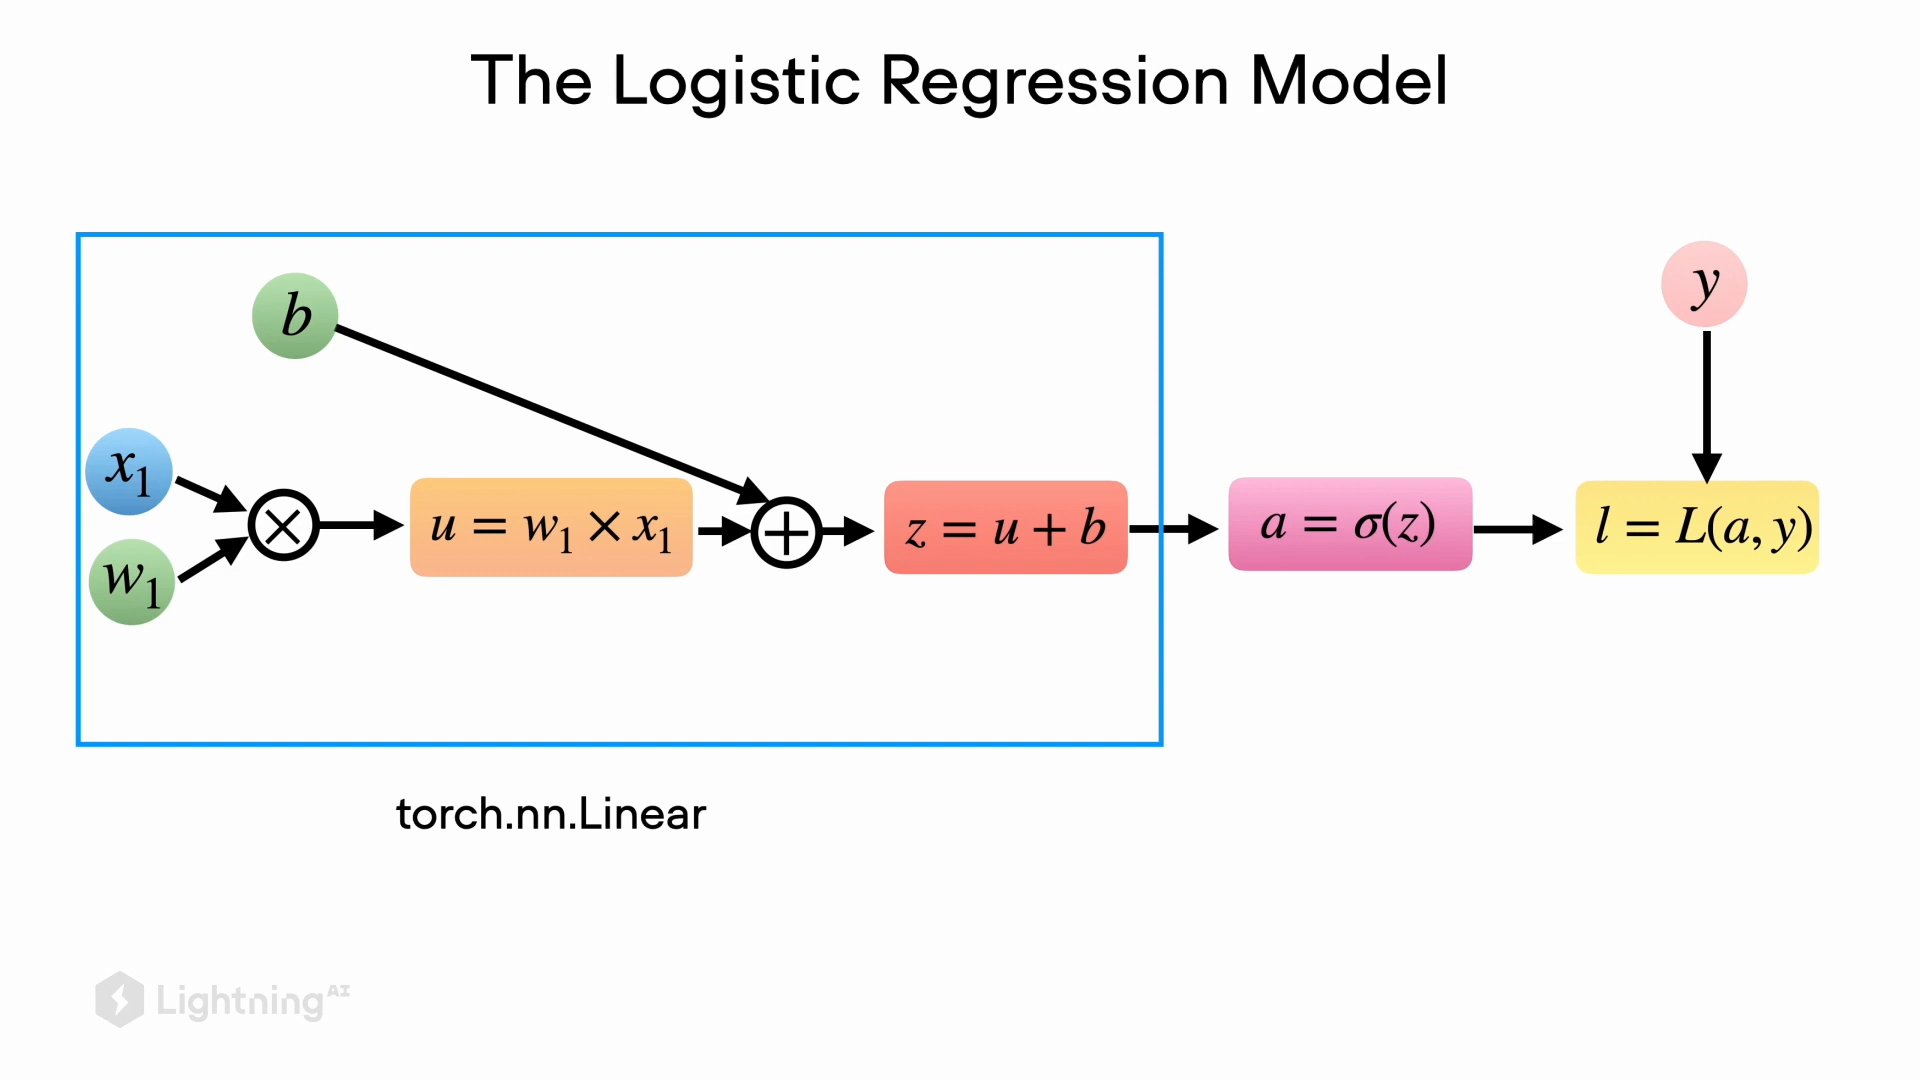 The Logistic Regression Model
b
y
x₁
w₁
u = w₁ × x₁
z = u + b
a = σ(z)
l = L(a, y)
torch.nn.Linear
Lightning AI